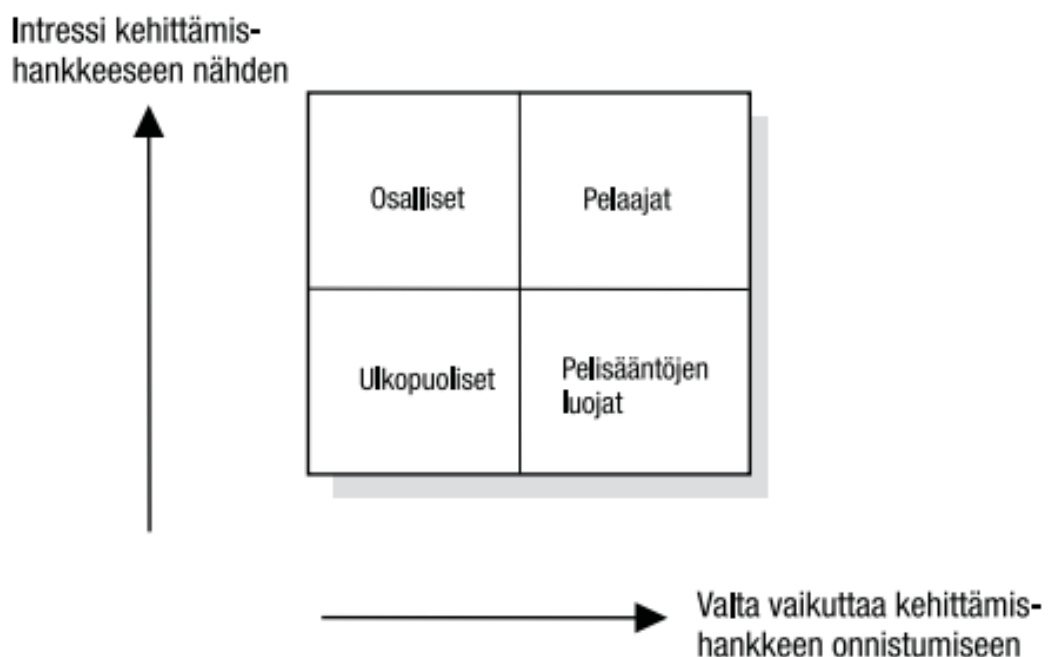 Intressi kehittämis-
hankkeeseen nähden
Osalliset
Pelaajat
Ulkopuoliset
Pelisääntöjen
luojat
Valta vaikuttaa kehittämis-
hankkeen onnistumiseen